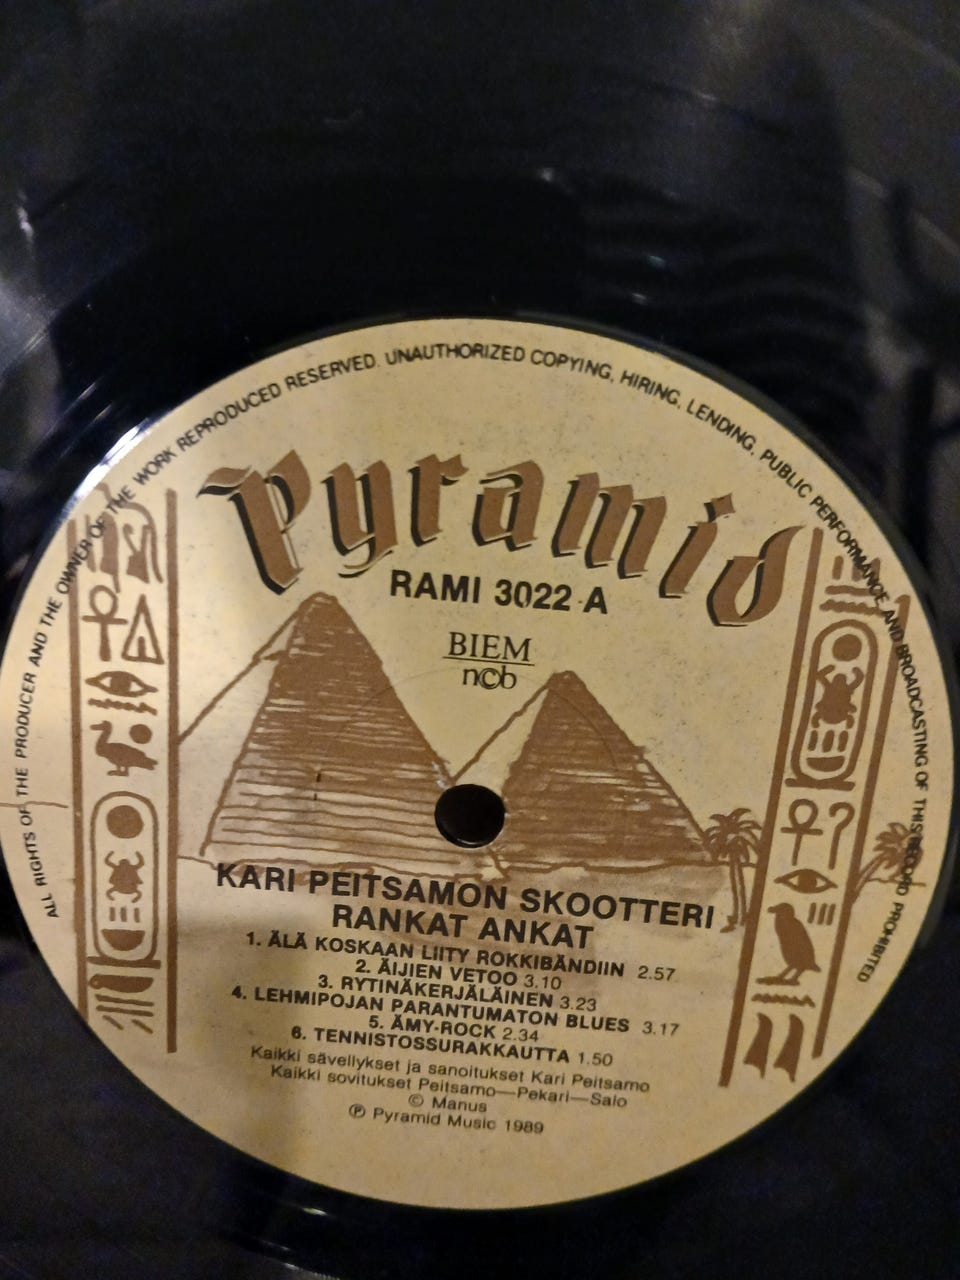 ALL RIGHTS OF THE PRODUCER AND THE OWNER OF THE WORK REPRODUCED RESERVED. UNAUTHORIZED COPYING, HIRING, LENDING, PUBLIC PERFORMANCE AND BROADCASTING OF THIS RECORD PROHIBITED
Pyramid
RAMI 3022 A
BIEM
ncb
KARI PEITSAMON SKOOTTERI
RANKAT ANKAT
1. ÄLÄ KOSKAAN LIITY ROKKIBÄNDIIN 2.57
2. ÄIJIEN VETOO 3.10
3. RYTINÄKERJÄLÄINEN 3.23
4. LEHMIPOJAN PARANTUMATON BLUES 3.17
5. ÄMY-ROCK 2.34
6. TENNISTOSSURAKKAUTTA 1.50
Kaikki sävellykset ja sanoitukset Kari Peitsamo
Kaikki sovitukset Peitsamo—Pekari—Salo
© Manus
℗ Pyramid Music 1989